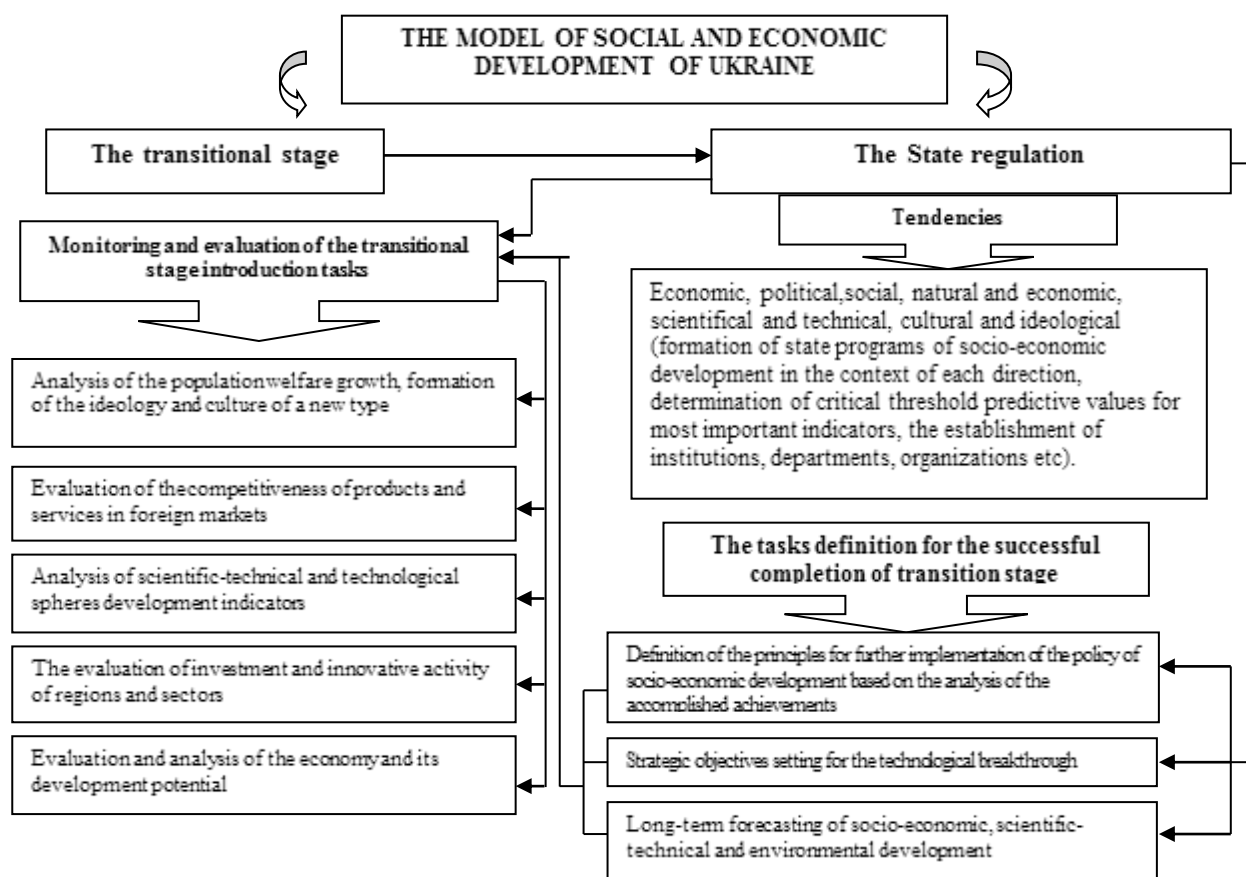 THE MODEL OF SOCIAL AND ECONOMIC
DEVELOPMENT OF UKRAINE
The transitional stage
The State regulation
Tendencies
Monitoring and evaluation of the transitional
stage introduction tasks
Economic, political,social, natural and economic,
scientifical and technical, cultural and ideological
(formation of state programs of socio-economic
development in the context of each direction,
determination of critical threshold predictive values for
most important indicators, the establishment of
institutions, departments, organizations etc).
Analysis of the population welfare growth, formation
of the ideology and culture of a new type
Evaluation of the competitiveness of products and
services in foreign markets
Analysis of scientific-technical and technological
spheres development indicators
The evaluation of investment and innovative activity
of regions and sectors
Evaluation and analysis of the economy and its
development potential
The tasks definition for the successful
completion of transition stage
Definition of the principles for further implementation of the policy of
socio-economic development based on the analysis of the
accomplished achievements
Strategic objectives setting for the technological breakthrough
Long-term forecasting of socio-economic, scientific-
technical and environmental development